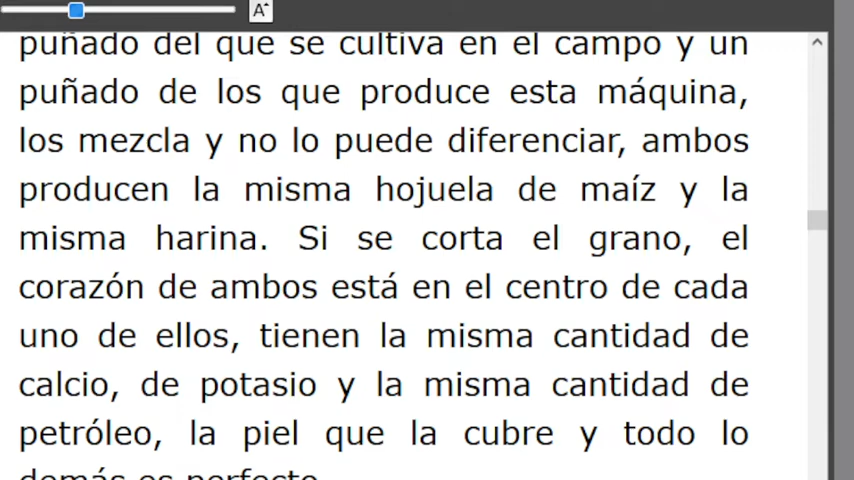 A
puñado del que se cultiva en el campo y un
puñado de los que produce esta máquina,
los mezcla y no lo puede diferenciar, ambos
producen la misma hojuela de maíz y la
misma harina. Si se corta el grano, el
corazón de ambos está en el centro de cada
uno de ellos, tienen la misma cantidad de
calcio, de potasio y la misma cantidad de
petróleo, la piel que la cubre y todo lo
demás es perfecto.